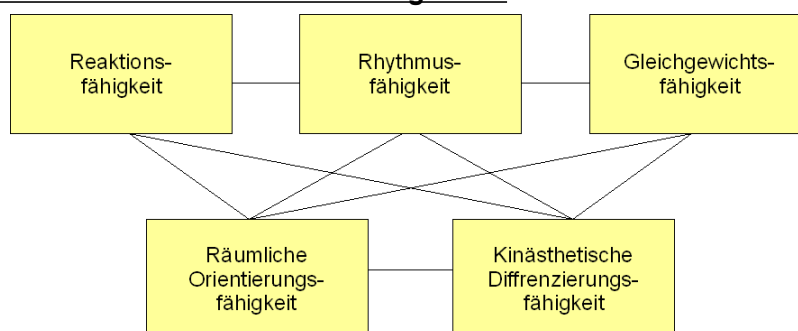 Reaktions-
fähigkeit
Rhythmus-
fähigkeit
Gleichgewichts-
fähigkeit
Räumliche
Orientierungs-
fähigkeit
Kinästhetische
Diffrenzierungs-
fähigkeit